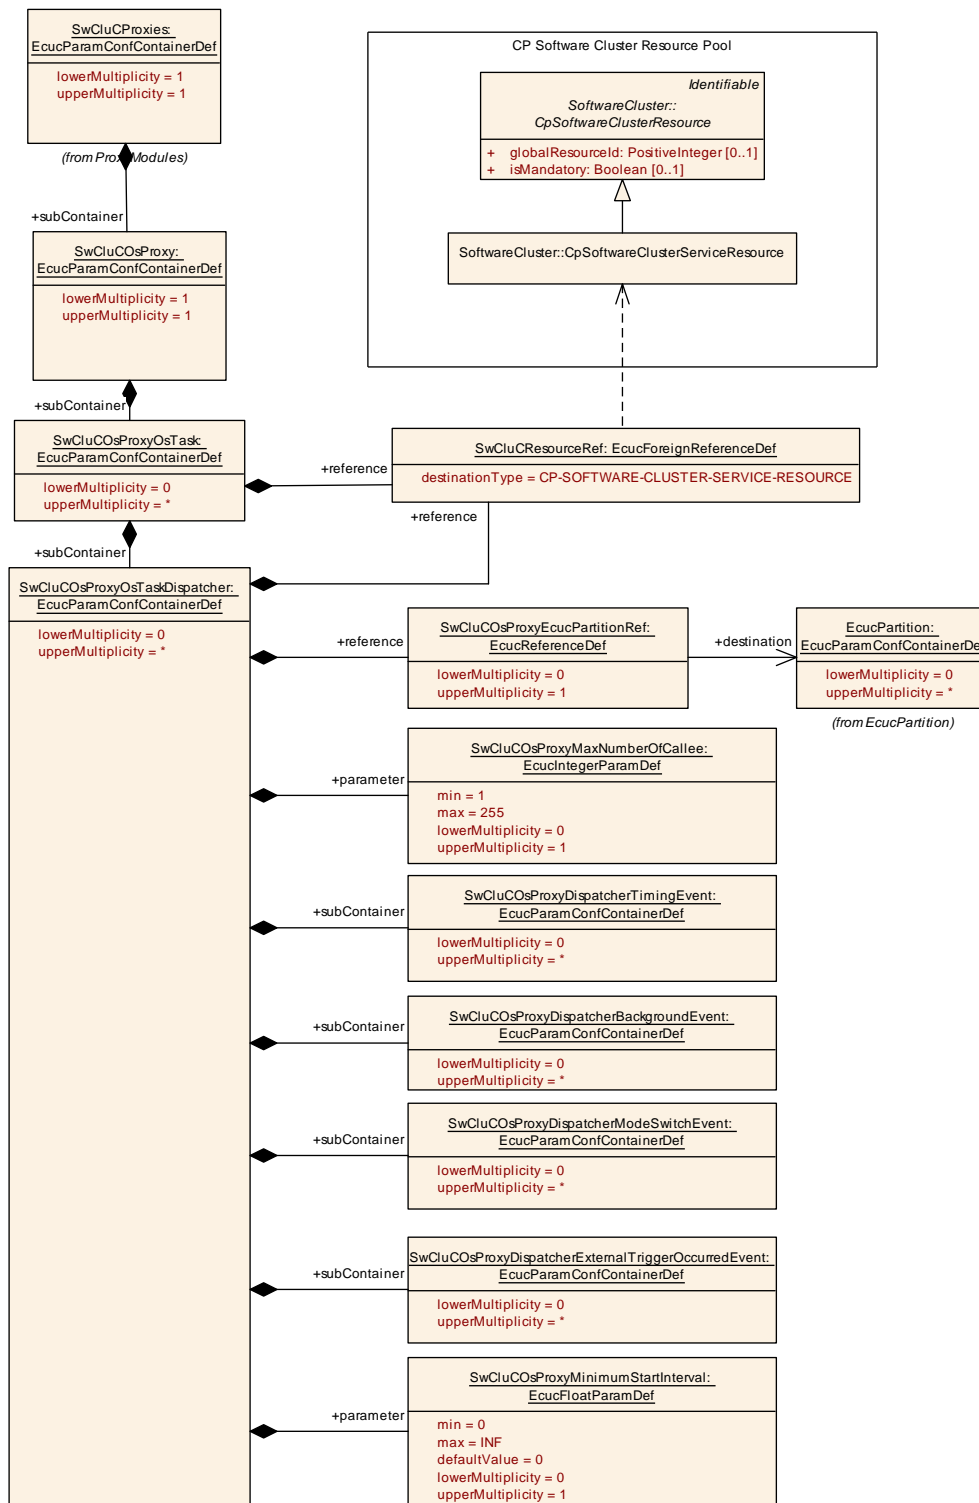 SwCluCProxies:
EcucParamConfContainerDef
lowerMultiplicity = 1
upperMultiplicity = 1
(from ProxyModules)
+subContainer
SwCluCOsProxy:
EcucParamConfContainerDef
lowerMultiplicity = 1
upperMultiplicity = 1
+subContainer
CP Software Cluster Resource Pool
Identifiable
SoftwareCluster::
CpSoftwareClusterResource
+ globalResourceId: PositiveInteger [0..1]
+ isMandatory: Boolean [0..1]
SoftwareCluster::CpSoftwareClusterServiceResource
SwCluCOsProxyOsTask:
EcucParamConfContainerDef
lowerMultiplicity = 0
upperMultiplicity = *
+reference
SwCluCResourceRef: EcucForeignReferenceDef
destinationType = CP-SOFTWARE-CLUSTER-SERVICE-RESOURCE
+reference
+subContainer
SwCluCOsProxyOsTaskDispatcher:
EcucParamConfContainerDef
lowerMultiplicity = 0
upperMultiplicity = *
+reference
SwCluCOsProxyEcucPartitionRef:
EcucReferenceDef
lowerMultiplicity = 0
upperMultiplicity = 1
+destination
EcucPartition:
EcucParamConfContainerDef
lowerMultiplicity = 0
upperMultiplicity = *
(from EcucPartition)
+parameter
SwCluCOsProxyMaxNumberOfCallee:
EcucIntegerParamDef
min = 1
max = 255
lowerMultiplicity = 0
upperMultiplicity = 1
+subContainer
SwCluCOsProxyDispatcherTimingEvent:
EcucParamConfContainerDef
lowerMultiplicity = 0
upperMultiplicity = *
+subContainer
SwCluCOsProxyDispatcherBackgroundEvent:
EcucParamConfContainerDef
lowerMultiplicity = 0
upperMultiplicity = *
+subContainer
SwCluCOsProxyDispatcherModeSwitchEvent:
EcucParamConfContainerDef
lowerMultiplicity = 0
upperMultiplicity = *
+subContainer
SwCluCOsProxyDispatcherExternalTriggerOccurredEvent:
EcucParamConfContainerDef
lowerMultiplicity = 0
upperMultiplicity = *
+parameter
SwCluCOsProxyMinimumStartInterval:
EcucFloatParamDef
min = 0
max = INF
defaultValue = 0
lowerMultiplicity = 0
upperMultiplicity = 1